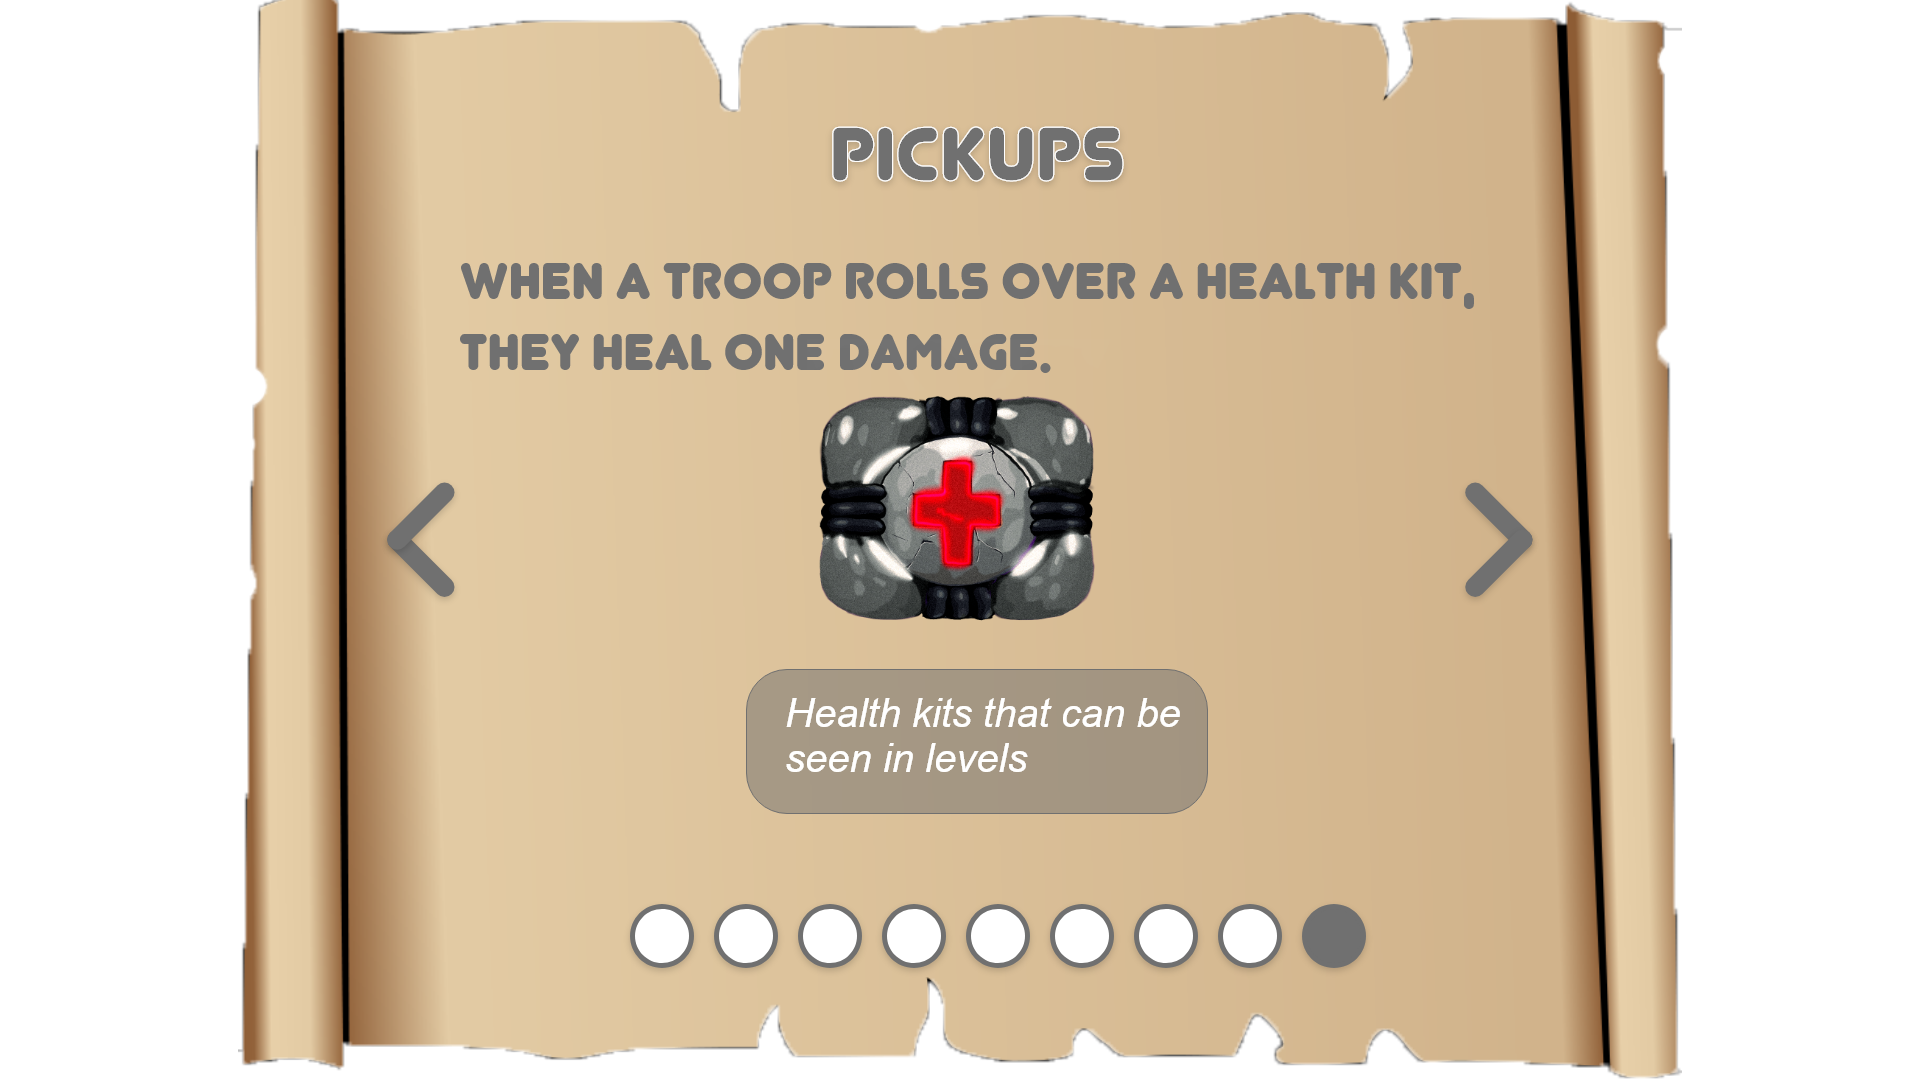 PICKUPS
WHEN A TROOP ROLLS OVER A HEALTH KIT,
THEY HEAL ONE DAMAGE.
Health kits that can be
seen in levels